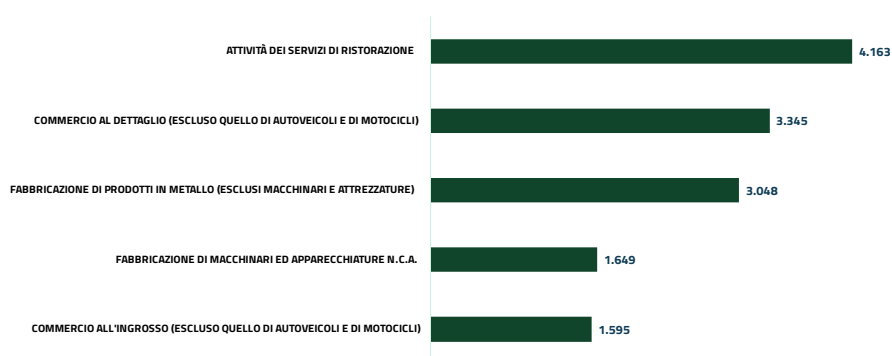 ATTIVITÀ DEI SERVIZI DI RISTORAZIONE 4.163
COMMERCIO AL DETTAGLIO (ESCLUSO QUELLO DI AUTOVEICOLI E DI MOTOCICLI) 3.345
FABBRICAZIONE DI PRODOTTI IN METALLO (ESCLUSI MACCHINARI E ATTREZZATURE) 3.048
FABBRICAZIONE DI MACCHINARI ED APPARECCHIATURE N.C.A. 1.649
COMMERCIO ALL'INGROSSO (ESCLUSO QUELLO DI AUTOVEICOLI E DI MOTOCICLI) 1.595